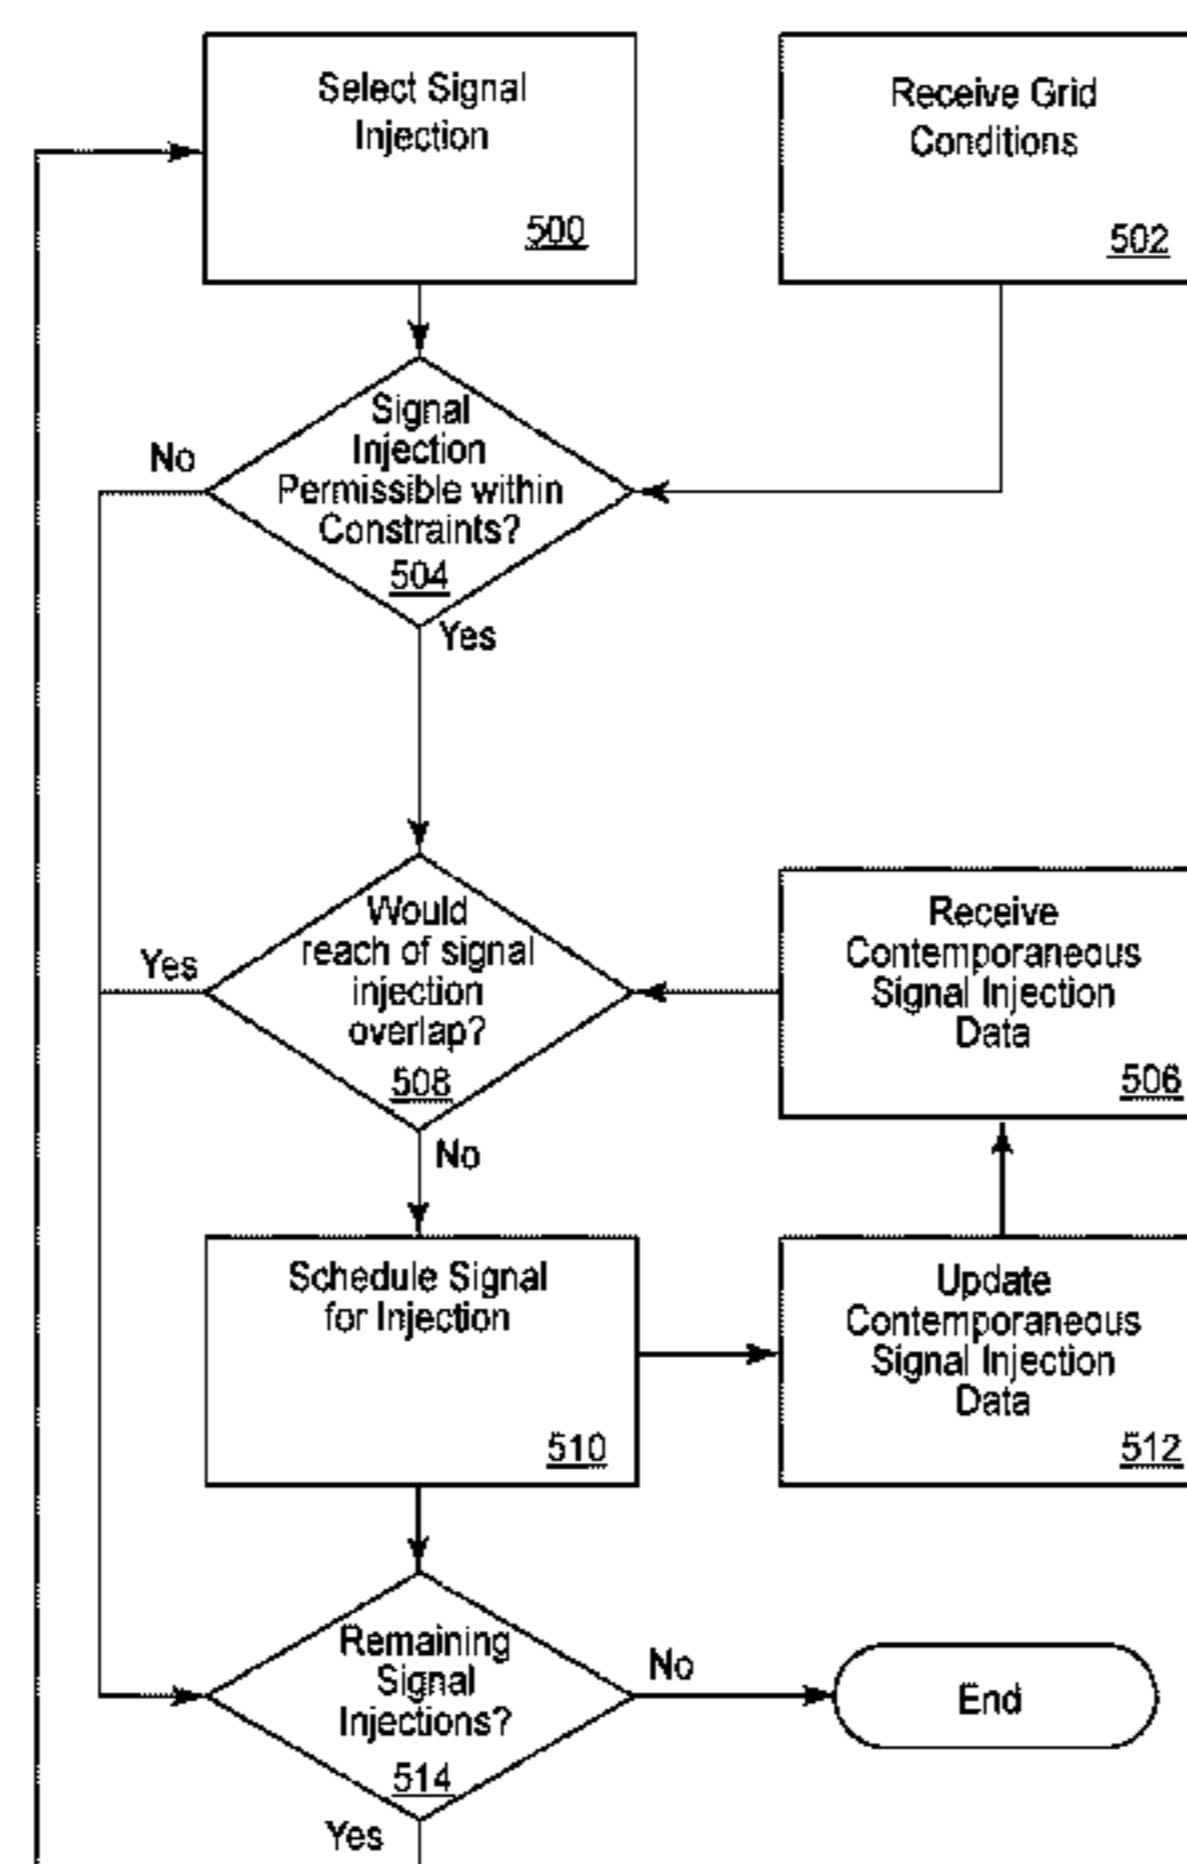 Select Signal
Injection
500
Receive Grid
Conditions
502
Signal
Injection
Permissible within
Constraints?
504
No
Yes
Would
reach of signal
injection
overlap?
508
Yes
No
Receive
Contemporaneous
Signal Injection
Data
506
Schedule Signal
for Injection
510
Update
Contemporaneous
Signal Injection
Data
512
Remaining
Signal
Injections?
514
No
End
Yes